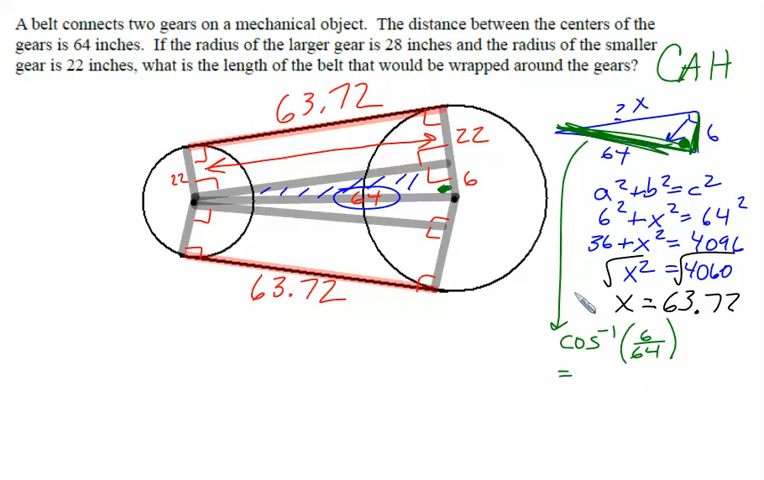 A belt connects two gears on a mechanical object. The distance between the centers of the
gears is 64 inches. If the radius of the larger gear is 28 inches and the radius of the smaller
gear is 22 inches, what is the length of the belt that would be wrapped around the gears?
CAH
63.72
22
22
6
64
63.72
x
6
64
a²+b²=c²
6²+x²=64²
36+x²=4096
√x²=√4060
x=63.72
cos⁻¹(6/64)
=